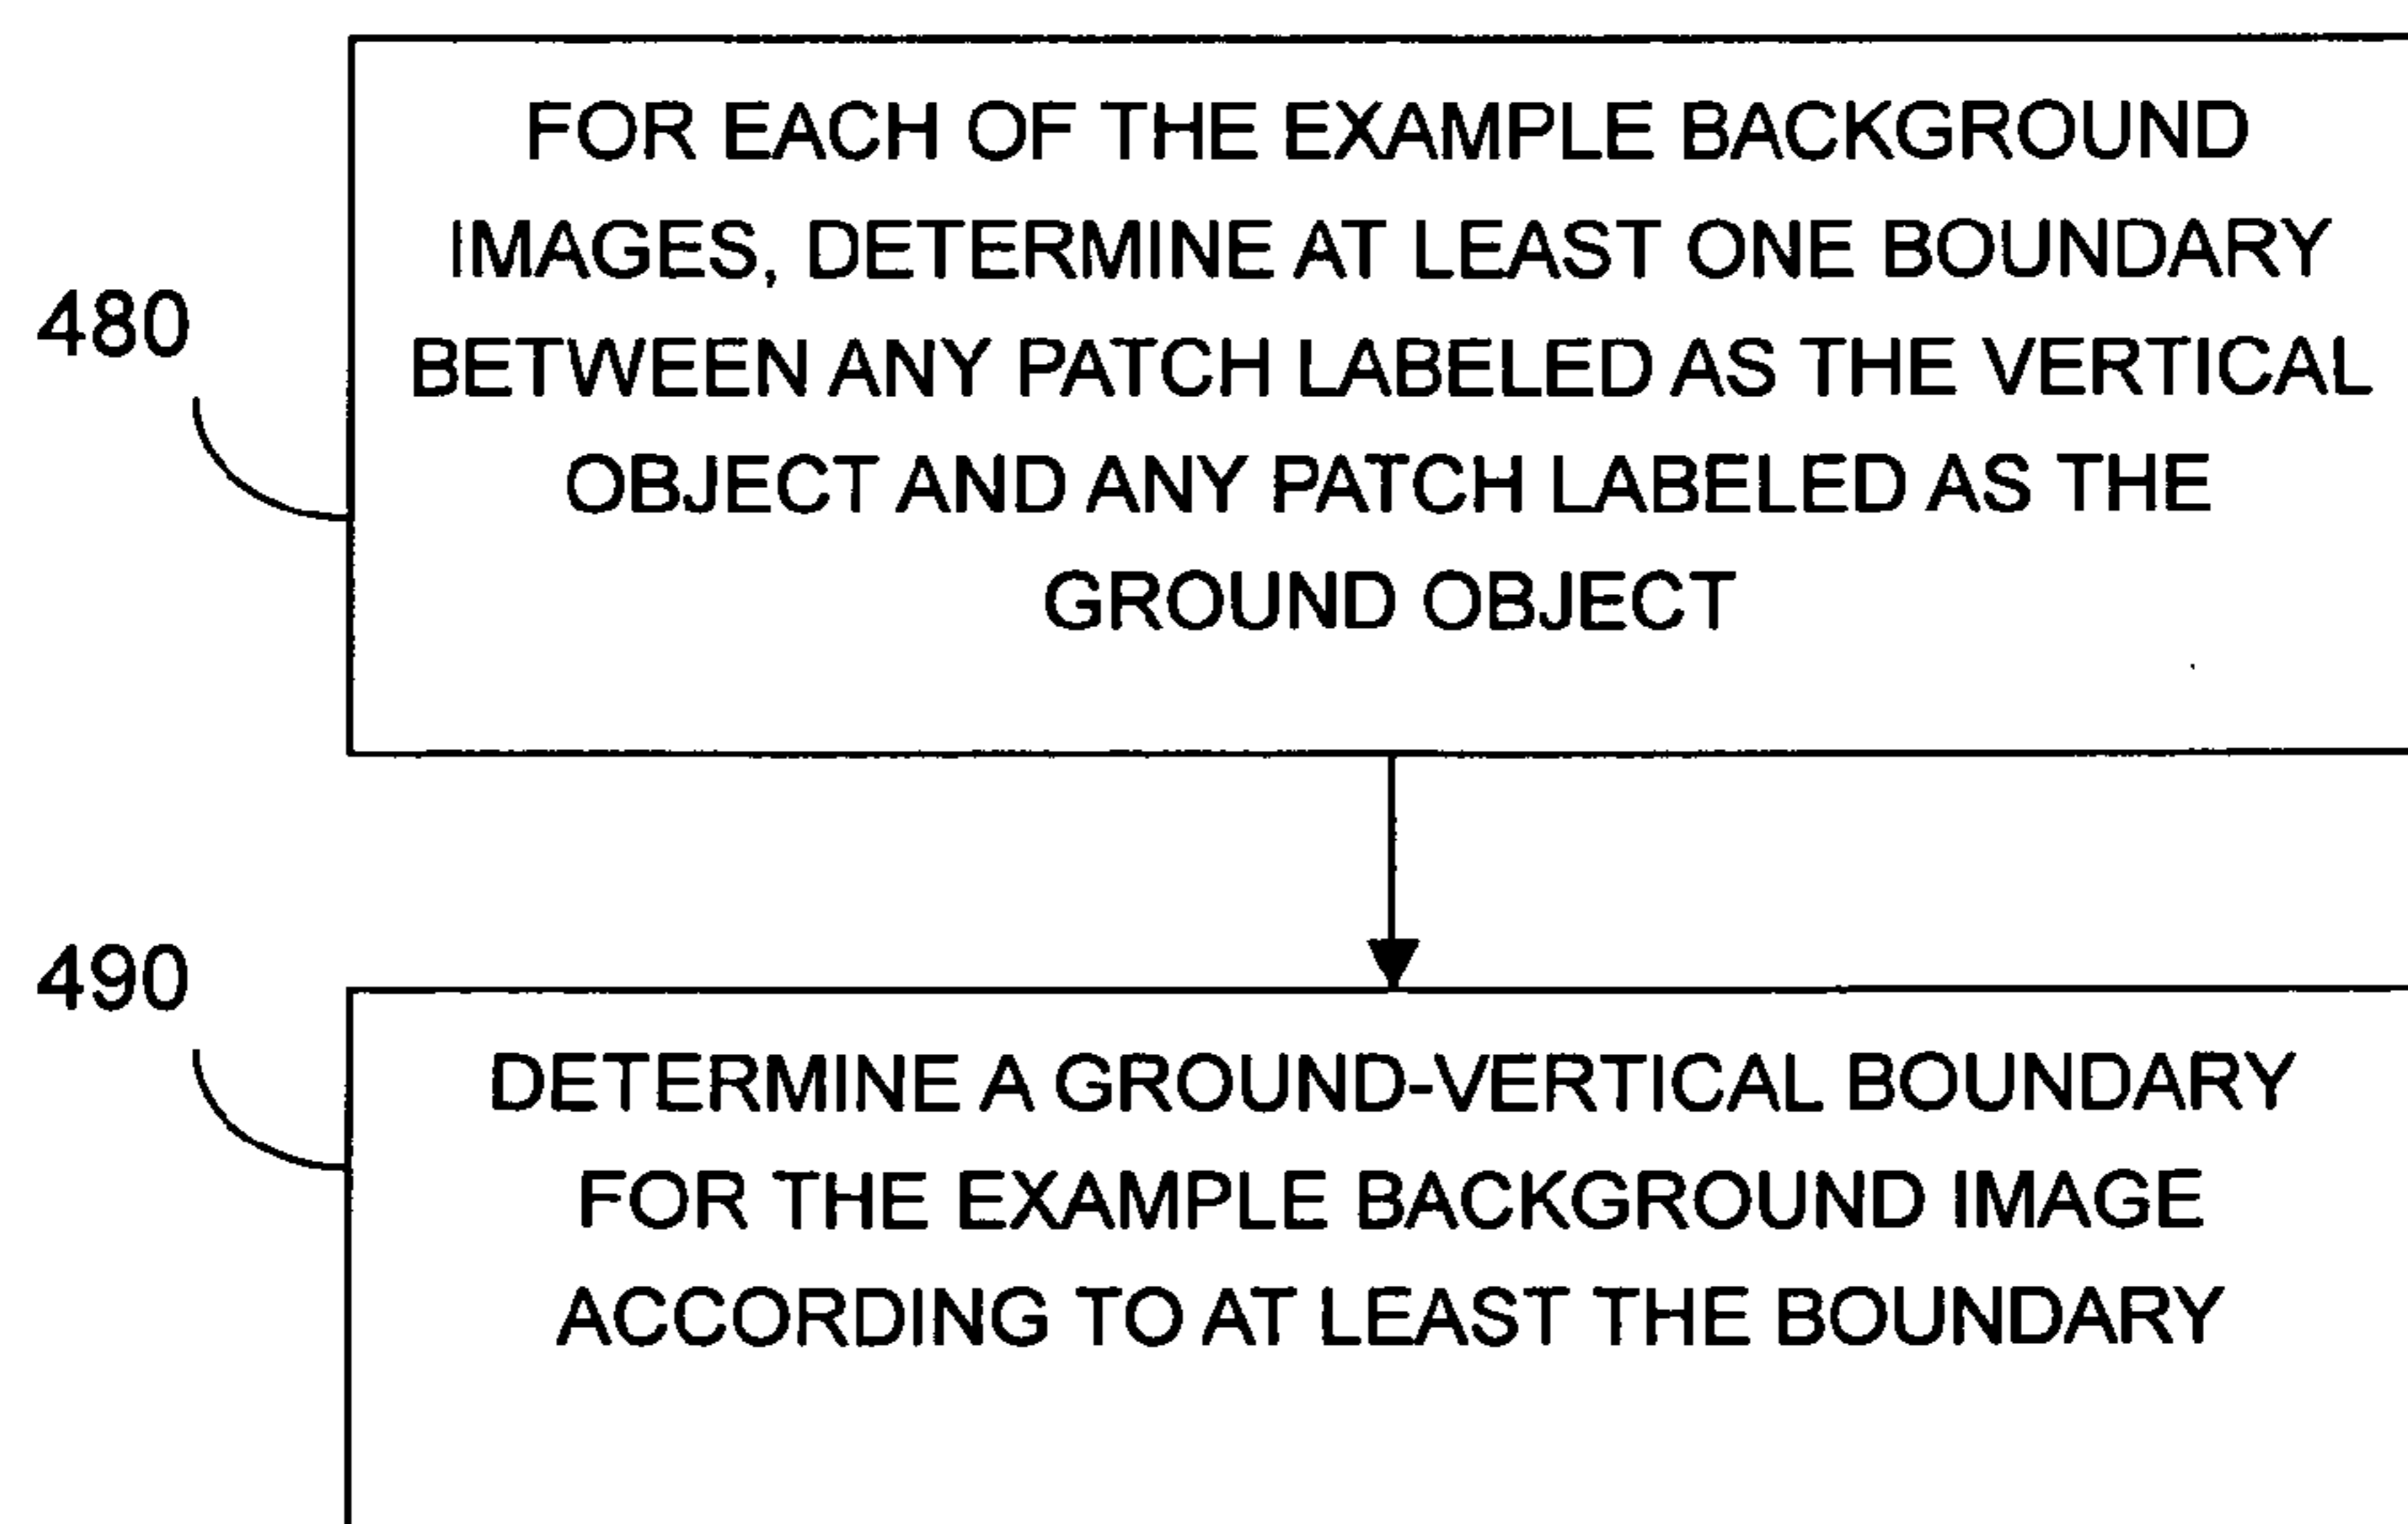 FOR EACH OF THE EXAMPLE BACKGROUND
IMAGES, DETERMINE AT LEAST ONE BOUNDARY
BETWEEN ANY PATCH LABELED AS THE VERTICAL
OBJECT AND ANY PATCH LABELED AS THE
GROUND OBJECT
480
490
DETERMINE A GROUND-VERTICAL BOUNDARY
FOR THE EXAMPLE BACKGROUND IMAGE
ACCORDING TO AT LEAST THE BOUNDARY